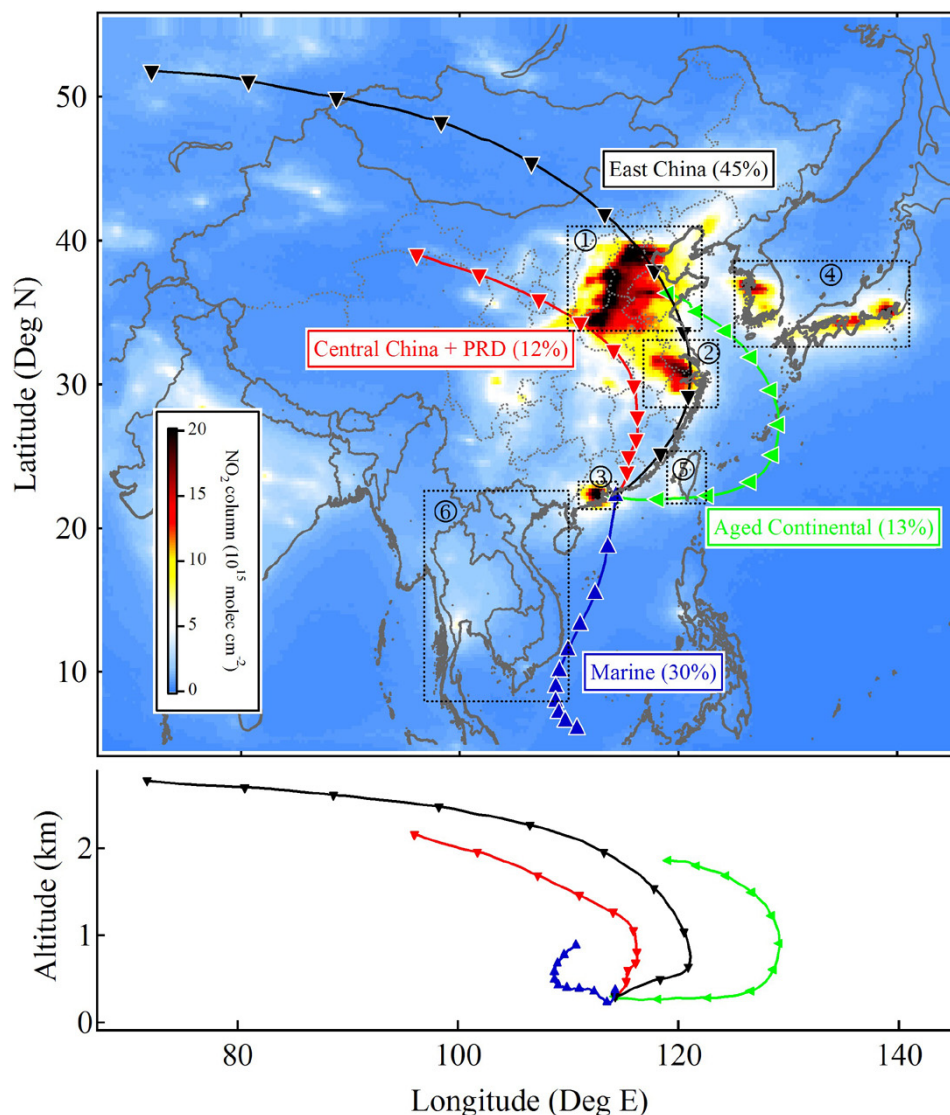 50
40
30
20
10
Latitude (Deg N)
East China (45%)
①
④
Central China + PRD (12%)
②
③
⑤
⑥
Aged Continental (13%)
Marine (30%)
20
15
10
5
0
NO₂ column (10¹⁵ molec cm⁻²)
2
1
0
Altitude (km)
80
100
120
140
Longitude (Deg E)